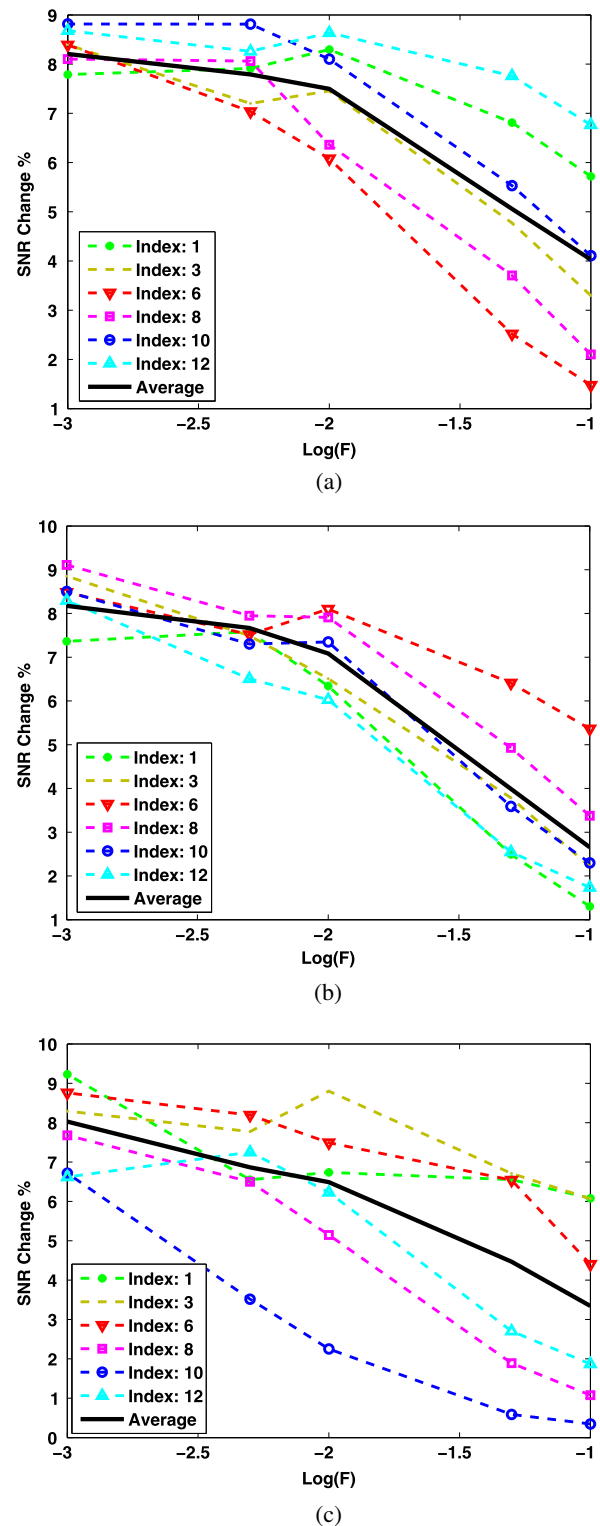 9
8
7
6
5
4
3
2
1
SNR Change %
Index: 1
Index: 3
Index: 6
Index: 8
Index: 10
Index: 12
Average
−3 −2.5 −2 −1.5 −1
Log(F)
(a)
10
9
8
7
6
5
4
3
2
1
SNR Change %
Index: 1
Index: 3
Index: 6
Index: 8
Index: 10
Index: 12
Average
−3 −2.5 −2 −1.5 −1
Log(F)
(b)
10
9
8
7
6
5
4
3
2
1
0
SNR Change %
Index: 1
Index: 3
Index: 6
Index: 8
Index: 10
Index: 12
Average
−3 −2.5 −2 −1.5 −1
Log(F)
(c)